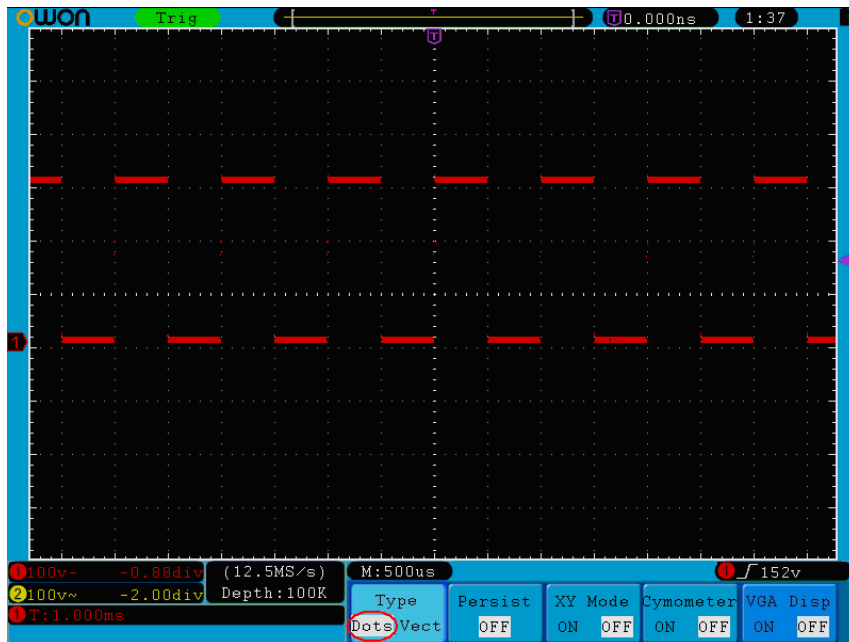 owon Trig T T 0.000ns 1:37
T
1
1 100v- -0.88div (12.5MS/s) M:500us 1 152v
2 100v~ -2.00div Depth:100K
1 T:1.000ms
Type Persist XY Mode Cymometer VGA Disp
Dots Vect OFF ON OFF ON OFF ON OFF